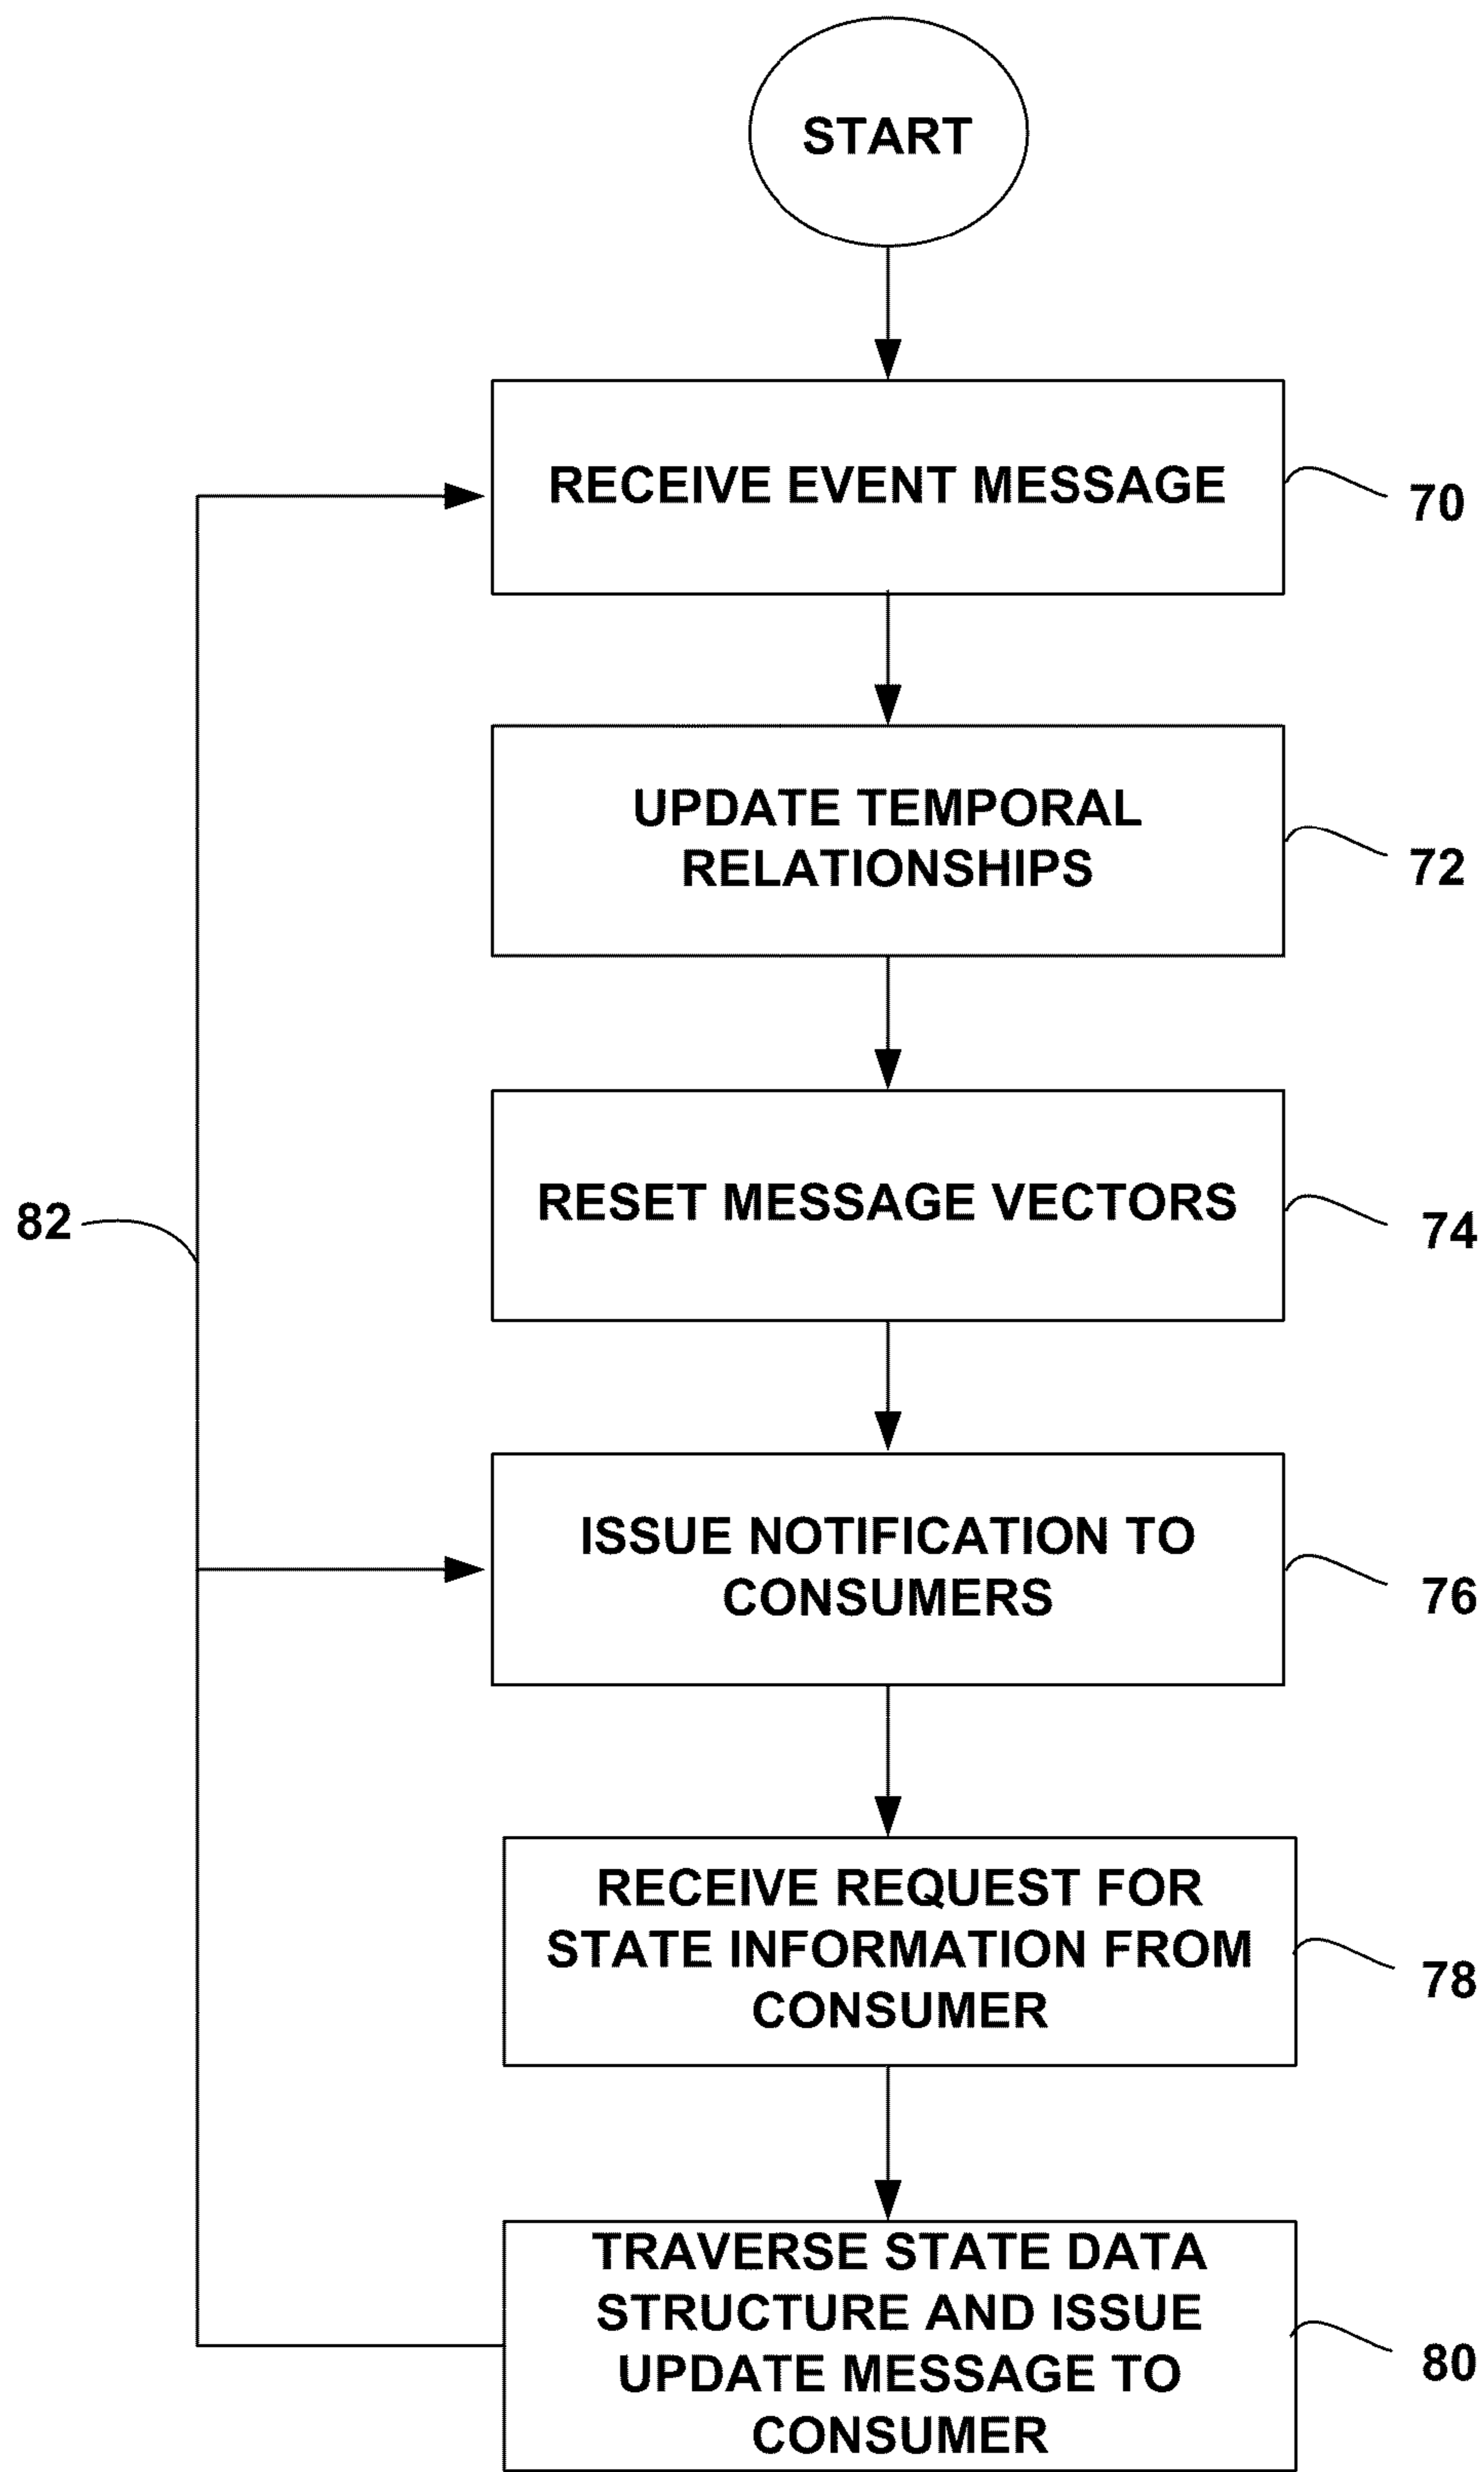 START
RECEIVE EVENT MESSAGE
70
UPDATE TEMPORAL
RELATIONSHIPS
72
RESET MESSAGE VECTORS
74
82
ISSUE NOTIFICATION TO
CONSUMERS
76
RECEIVE REQUEST FOR
STATE INFORMATION FROM
CONSUMER
78
TRAVERSE STATE DATA
STRUCTURE AND ISSUE
UPDATE MESSAGE TO
CONSUMER
80